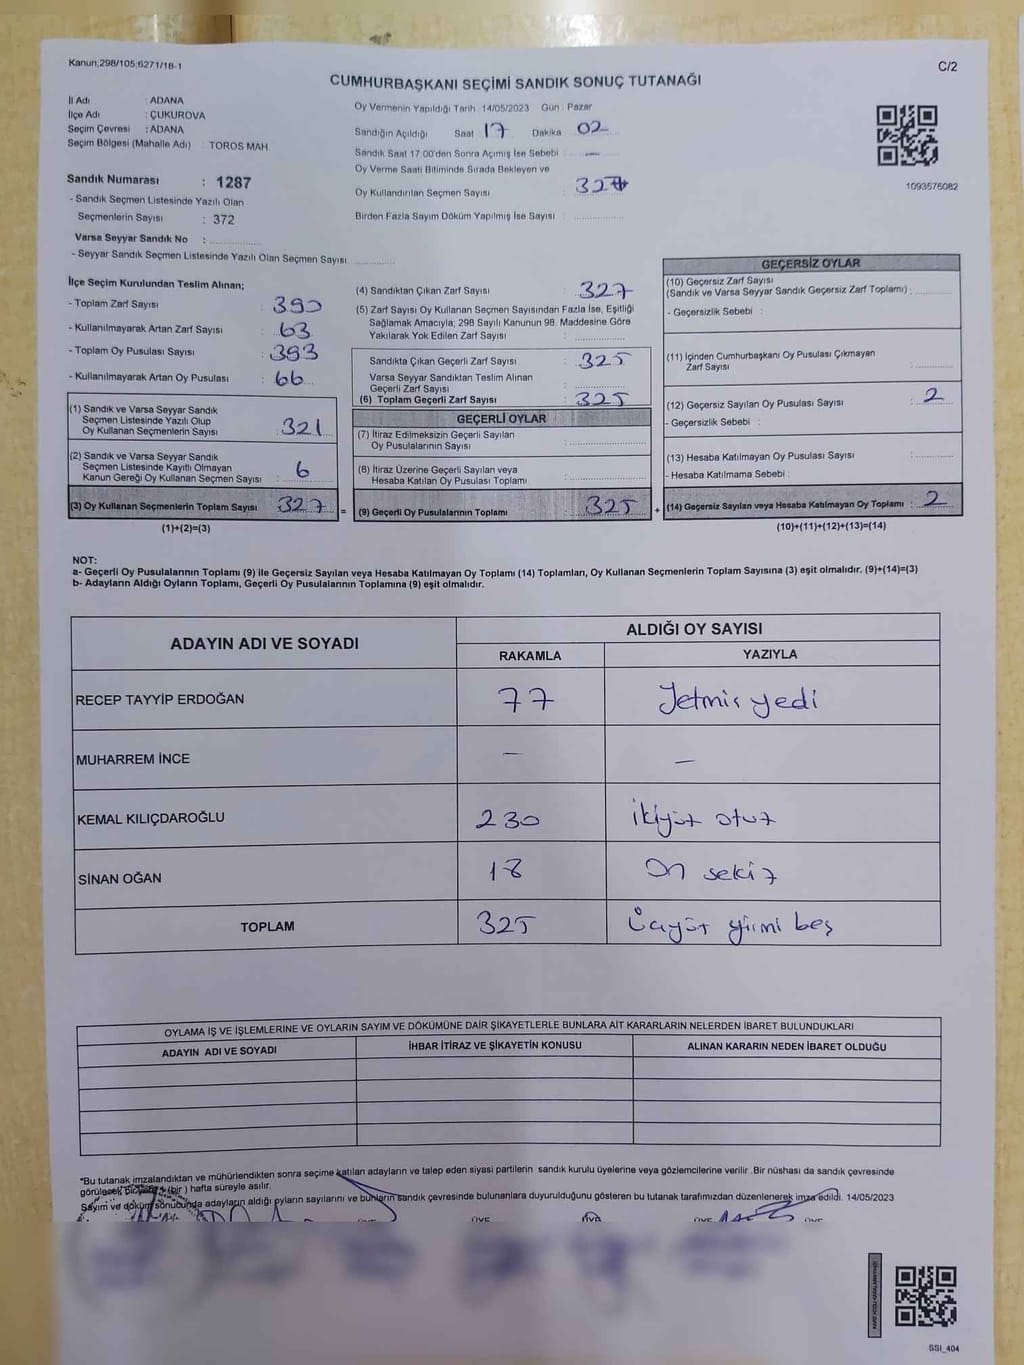 Kanun;298/105;6271/18-1
C/2
CUMHURBAŞKANI SEÇİMİ SANDIK SONUÇ TUTANAĞI
İl Adı : ADANA
İlçe Adı : ÇUKUROVA
Seçim Çevresi : ADANA
Seçim Bölgesi (Mahalle Adı) TOROS MAH
Sandık Numarası : 1287
- Sandık Seçmen Listesinde Yazılı Olan
Seçmenlerin Sayısı : 372
Varsa Seyyar Sandık No :
- Seyyar Sandık Seçmen Listesinde Yazılı Olan Seçmen Sayısı
Oy Vermenin Yapıldığı Tarih 14/05/2023 Gün : Pazar
Sandığın Açıldığı Saat 17 Dakika 02
Sandık Saat 17.00'den Sonra Açımış İse Sebebi : —
Oy Verme Saati Bitiminde Sırada Bekleyen ve
Oy Kullandırılan Seçmen Sayısı
Birden Fazla Sayım Döküm Yapılmış İse Sayısı :
1093576082
İlçe Seçim Kurulundan Teslim Alınan;
- Toplam Zarf Sayısı : 390
- Kullanılmayarak Artan Zarf Sayısı : 63
- Toplam Oy Pusulası Sayısı : 393
- Kullanılmayarak Artan Oy Pusulası : 66
(1) Sandık ve Varsa Seyyar Sandık
Seçmen Listesinde Yazılı Olup
Oy Kullanan Seçmenlerin Sayısı : 321
(2) Sandık ve Varsa Seyyar Sandık
Seçmen Listesinde Kayıtlı Olmayan
Kanun Gereği Oy Kullanan Seçmen Sayısı : 6
(3) Oy Kullanan Seçmenlerin Toplam Sayısı 327 =
(1)+(2)=(3)
(4) Sandıktan Çıkan Zarf Sayısı : 327
(5) Zarf Sayısı Oy Kullanan Seçmen Sayısından Fazla İse, Eşitliği
Sağlamak Amacıyla; 298 Sayılı Kanunun 98. Maddesine Göre
Yakılarak Yok Edilen Zarf Sayısı :
Sandıkta Çıkan Geçerli Zarf Sayısı : 325
Varsa Seyyar Sandıktan Teslim Alınan
Geçerli Zarf Sayısı :
(6) Toplam Geçerli Zarf Sayısı : 325
GEÇERLİ OYLAR
(7) İtiraz Edilmeksizin Geçerli Sayılan
Oy Pusulalarının Sayısı :
(8) İtiraz Üzerine Geçerli Sayılan veya
Hesaba Katılan Oy Pusulası Toplamı :
(9) Geçerli Oy Pusulalarının Toplamı : 325 +
GEÇERSİZ OYLAR
(10) Geçersiz Zarf Sayısı
(Sandık ve Varsa Seyyar Sandık Geçersiz Zarf Toplamı) :
- Geçersizlik Sebebi :
(11) İçinden Cumhurbaşkanı Oy Pusulası Çıkmayan
Zarf Sayısı :
(12) Geçersiz Sayılan Oy Pusulası Sayısı : 2
- Geçersizlik Sebebi :
(13) Hesaba Katılmayan Oy Pusulası Sayısı :
- Hesaba Katılmama Sebebi :
(14) Geçersiz Sayılan veya Hesaba Katılmayan Oy Toplamı : 2
(10)+(11)+(12)+(13)=(14)
NOT:
a- Geçerli Oy Pusulalarının Toplamı (9) ile Geçersiz Sayılan veya Hesaba Katılmayan Oy Toplamı (14) Toplamları, Oy Kullanan Seçmenlerin Toplam Sayısına (3) eşit olmalıdır. (9)+(14)=(3)
b- Adayların Aldığı Oyların Toplamı, Geçerli Oy Pusulalarının Toplamına (9) eşit olmalıdır.
ADAYIN ADI VE SOYADI ALDIĞI OY SAYISI
RAKAMLA YAZIYLA
RECEP TAYYİP ERDOĞAN 77 Yetmiş yedi
MUHARREM İNCE — —
KEMAL KILIÇDAROĞLU 230 ikiyüz otuz
SİNAN OĞAN 18 On sekiz
TOPLAM 325 Üçyüz yirmi beş
OYLAMA İŞ VE İŞLEMLERİNE VE OYLARIN SAYIM VE DÖKÜMÜNE DAİR ŞİKAYETLERLE BUNLARA AİT KARARLARIN NELERDEN İBARET BULUNDUKLARI
ADAYIN ADI VE SOYADI İHBAR İTİRAZ VE ŞİKAYETİN KONUSU ALINAN KARARIN NEDEN İBARET OLDUĞU
*Bu tutanak imzalandıktan ve mühürlendikten sonra seçime katılan adayların ve talep eden siyasi partilerin sandık kurulu üyelerine veya gözlemcilerine verilir .Bir nüshası da sandık çevresinde
görülecek bir yere (bir ) hafta süreyle asılır.
Sayım ve döküm sonucunda adayların aldığı oyların sayılarını ve bunların sandık çevresinde bulunanlara duyurulduğunu gösteren bu tutanak tarafımızdan düzenlenerek imza edildi. 14/05/2023
SSI_404